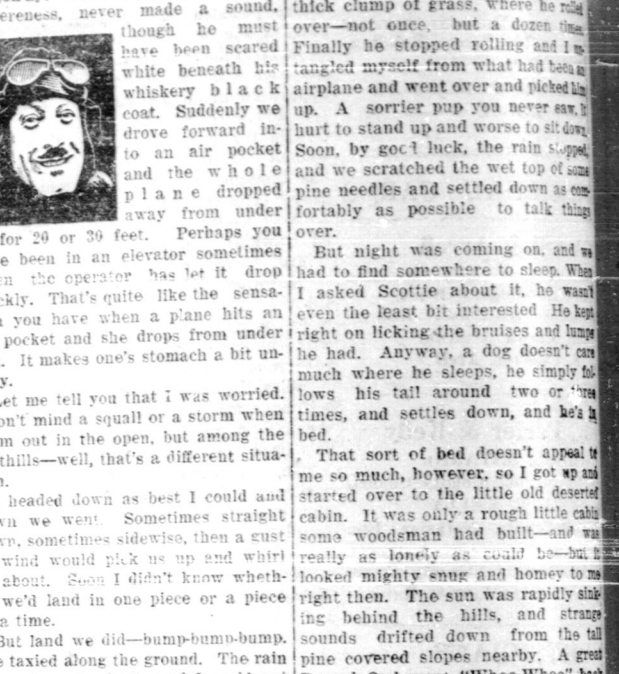 ereness, never made a sound,
though he must
have been scared
white beneath his
whiskery black
coat. Suddenly we
drove forward in-
to an air pocket
and the whole
plane dropped
away from under
for 20 or 30 feet. Perhaps you
e been in an elevator sometimes
en the operator has let it drop
ckly. That's quite like the sensa-
n you have when a plane hits an
pocket and she drops from under
. It makes one's stomach a bit un-
y.
Let me tell you that I was worried.
on't mind a squall or a storm when
m out in the open, but among the
thills—well, that's a different situa-
n.
headed down as best I could and
wn we went. Sometimes straight
wn, sometimes sidewise, then a gust
wind would pick us up and whirl
about. Soon I didn't know wheth-
we'd land in one piece or a piece
a time.
But land we did—bump-bump-bump.
e taxied along the ground. The rain
thick clump of grass, where he rolled
over—not once, but a dozen times.
Finally he stopped rolling and I un-
tangled myself from what had been an
airplane and went over and picked him
up. A sorrier pup you never saw, it
hurt to stand up and worse to sit down.
Soon, by good luck, the rain stopped,
and we scratched the wet top of some
pine needles and settled down as com-
fortably as possible to talk things
over.
But night was coming on, and we
had to find somewhere to sleep. When
I asked Scottie about it, he wasn't
even the least bit interested He kept
right on licking the bruises and lumps
he had. Anyway, a dog doesn't care
much where he sleeps, he simply fol-
lows his tail around two or three
times, and settles down, and he's in
bed.
That sort of bed doesn't appeal to
me so much, however, so I got up and
started over to the little old deserted
cabin. It was only a rough little cabin
some woodsman had built—and was
really as lonely as could be—but it
looked mighty snug and homey to me
right then. The sun was rapidly sink-
ing behind the hills, and strange
sounds drifted down from the tall
pine covered slopes nearby. A great